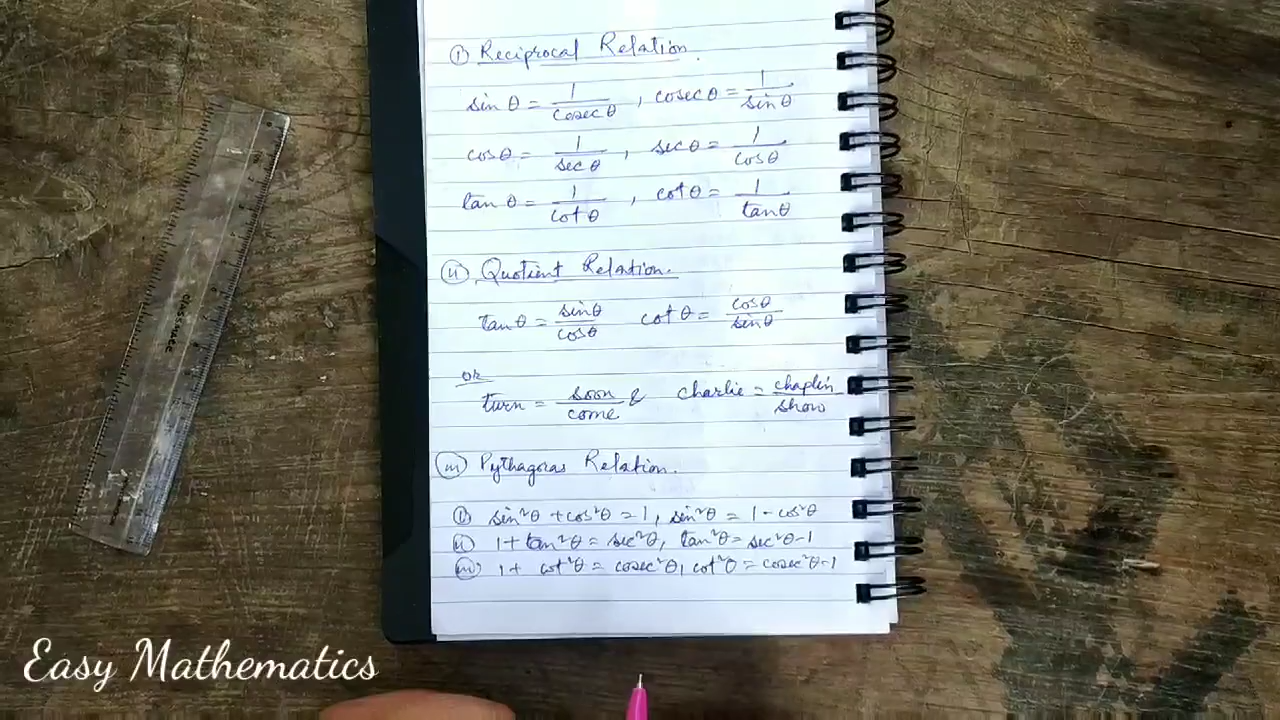 (i) Reciprocal Relation.
sin θ = 1/cosec θ , cosec θ = 1/sin θ
cos θ = 1/sec θ , sec θ = 1/cos θ
tan θ = 1/cot θ , cot θ = 1/tan θ
(ii) Quotient Relation.
tan θ = sin θ/cos θ cot θ = cos θ/sin θ
or
turn = soon/come & charlie = chaplin/show
(iii) Pythagoras Relation.
(i) sin²θ + cos²θ = 1, sin²θ = 1 - cos²θ
(ii) 1 + tan²θ = sec²θ, tan²θ = sec²θ - 1
(iii) 1 + cot²θ = cosec²θ, cot²θ = cosec²θ - 1
Easy Mathematics